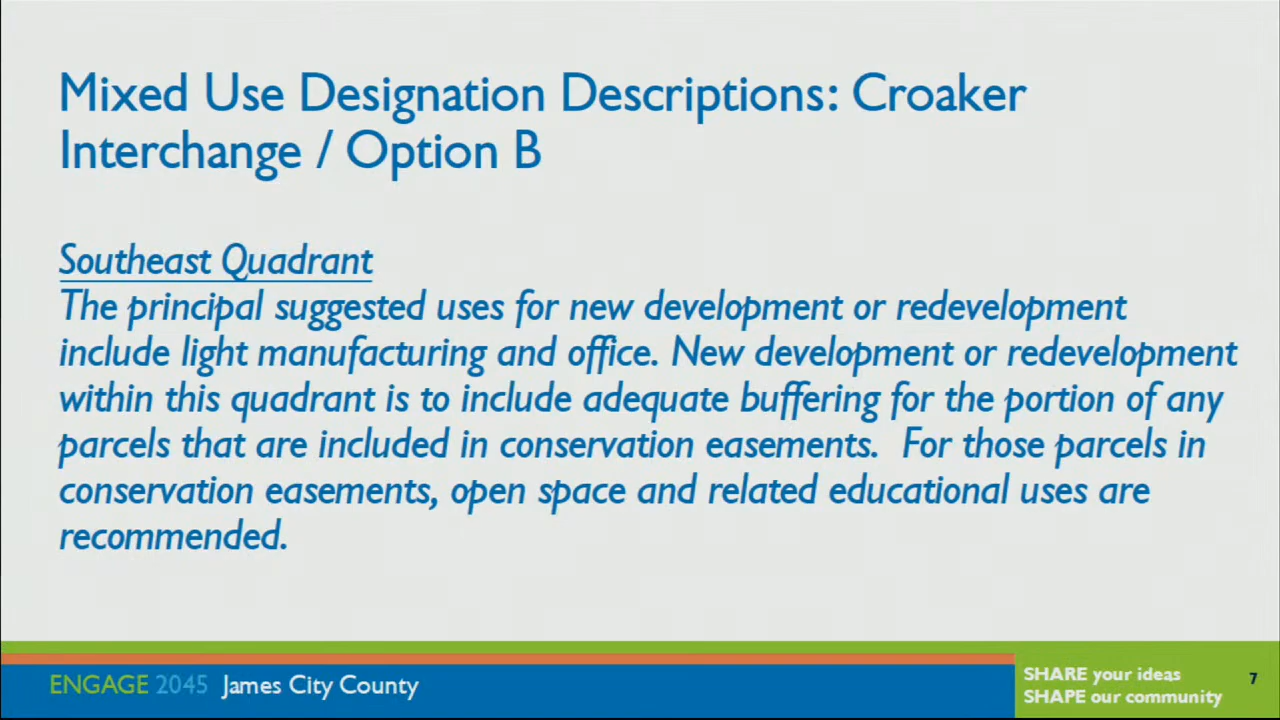 Mixed Use Designation Descriptions: Croaker
Interchange / Option B
Southeast Quadrant
The principal suggested uses for new development or redevelopment
include light manufacturing and office. New development or redevelopment
within this quadrant is to include adequate buffering for the portion of any
parcels that are included in conservation easements.  For those parcels in
conservation easements, open space and related educational uses are
recommended.
ENGAGE 2045 James City County
SHARE your ideas
SHAPE our community
7